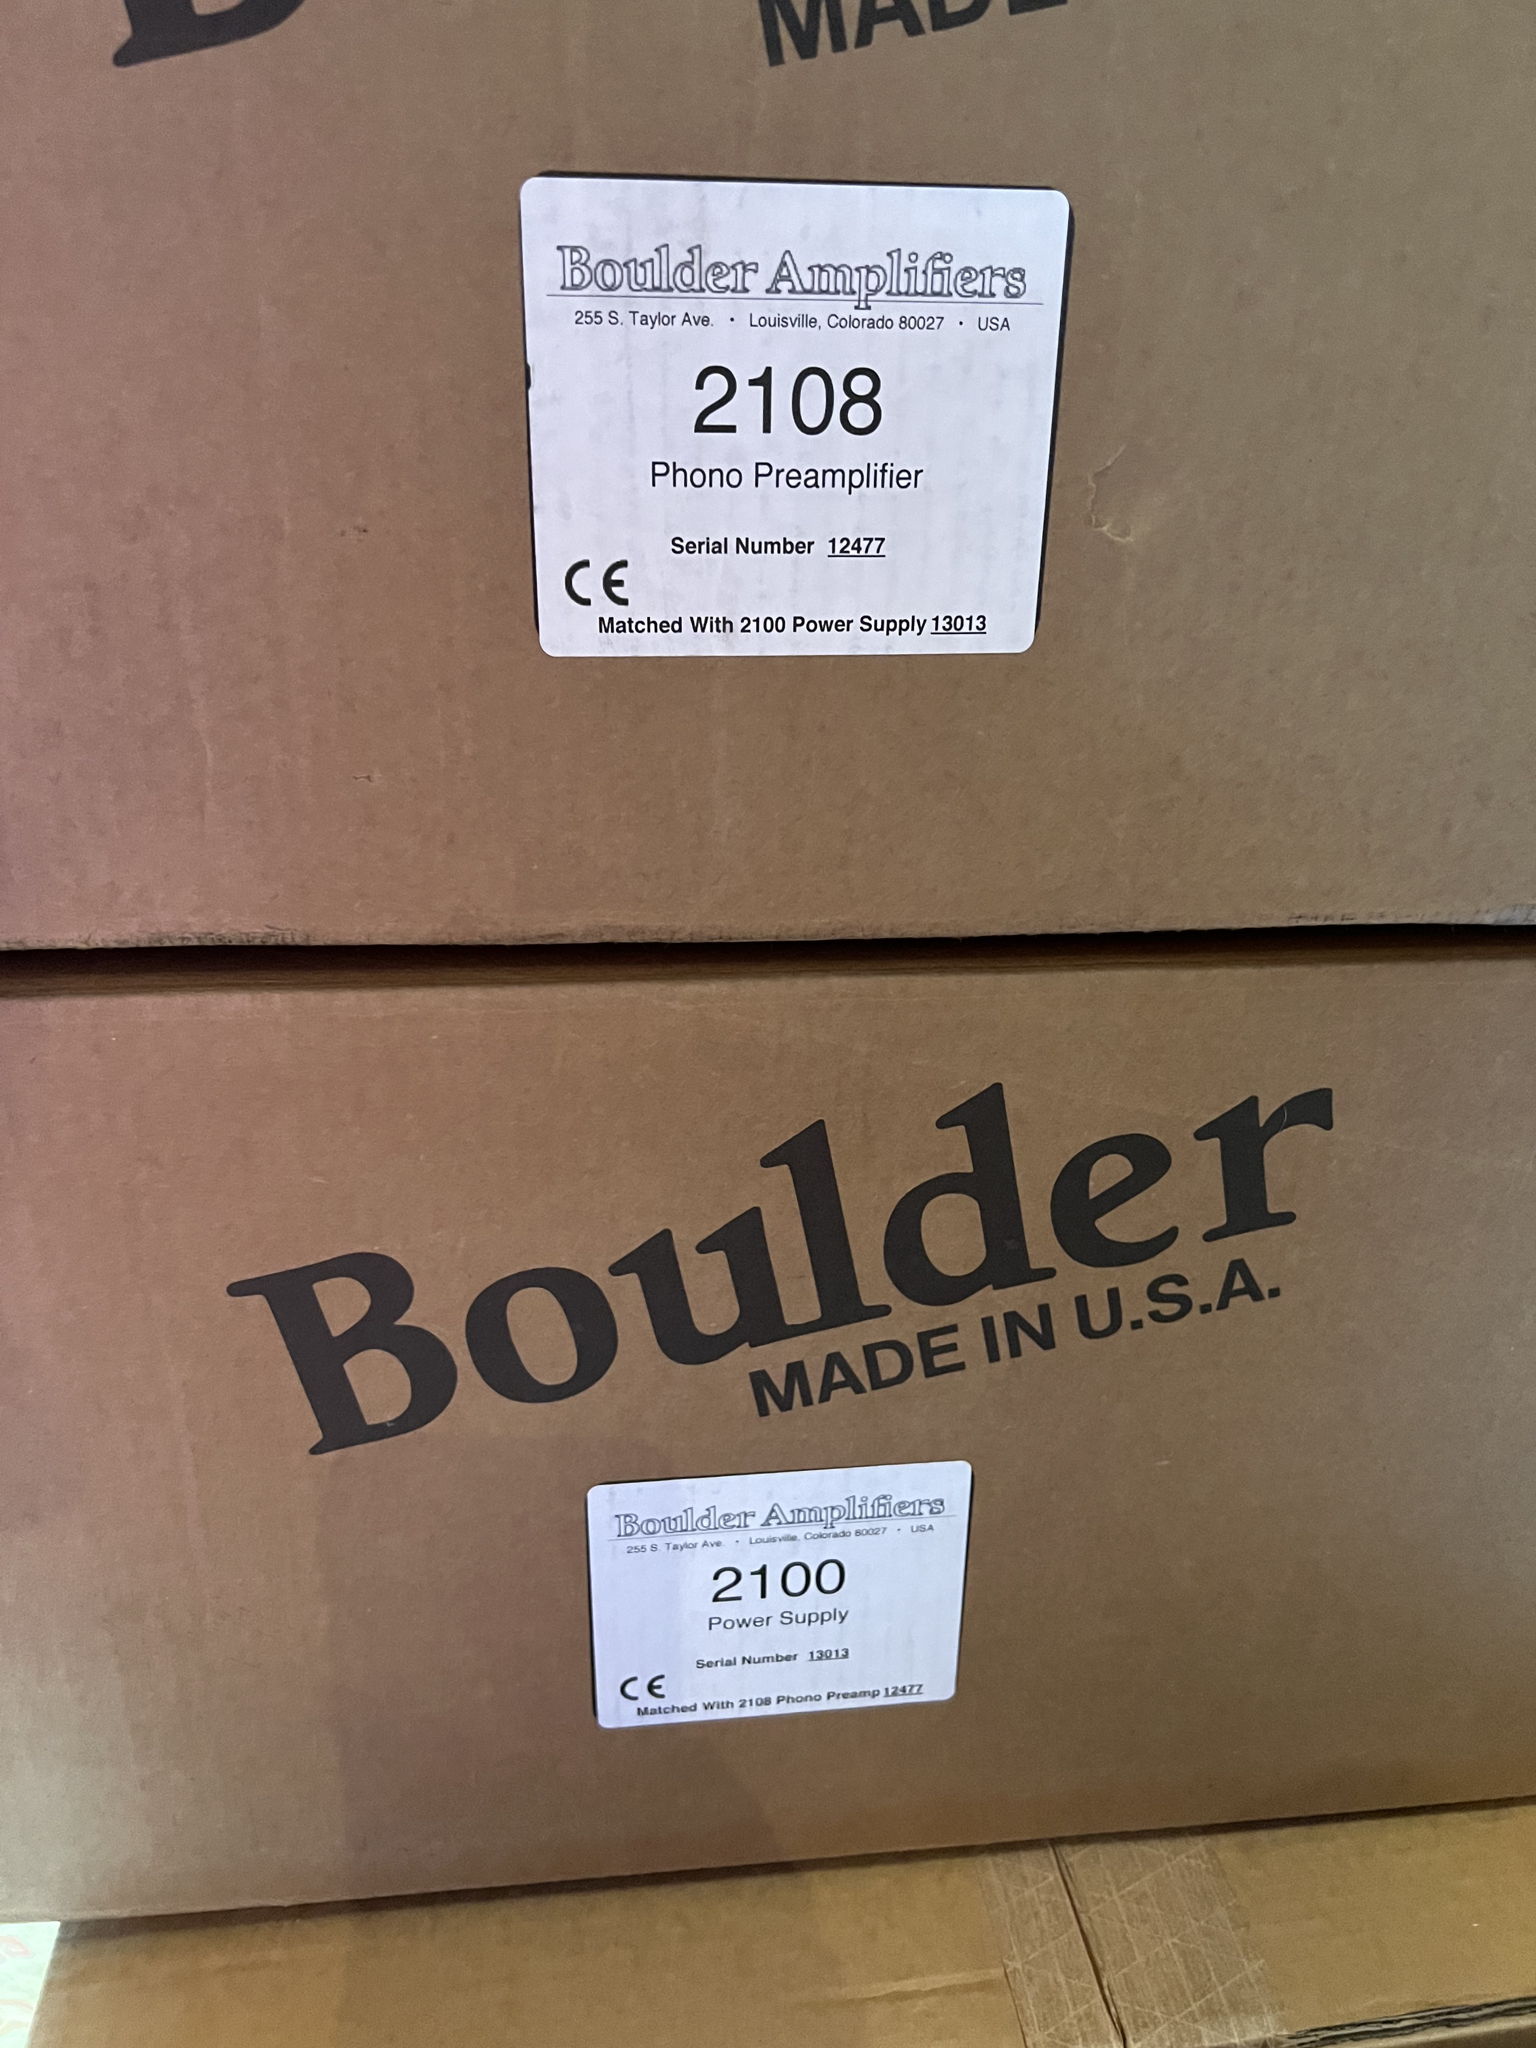 MADE
Boulder Amplifiers
255 S. Taylor Ave. • Louisville, Colorado 80027 • USA
2108
Phono Preamplifier
Serial Number 12477
CE
Matched With 2100 Power Supply 13013
Boulder
MADE IN U.S.A.
Boulder Amplifiers
255 S. Taylor Ave. • Louisville, Colorado 80027 • USA
2100
Power Supply
Serial Number 13013
CE
Matched With 2108 Phono Preamp 12477